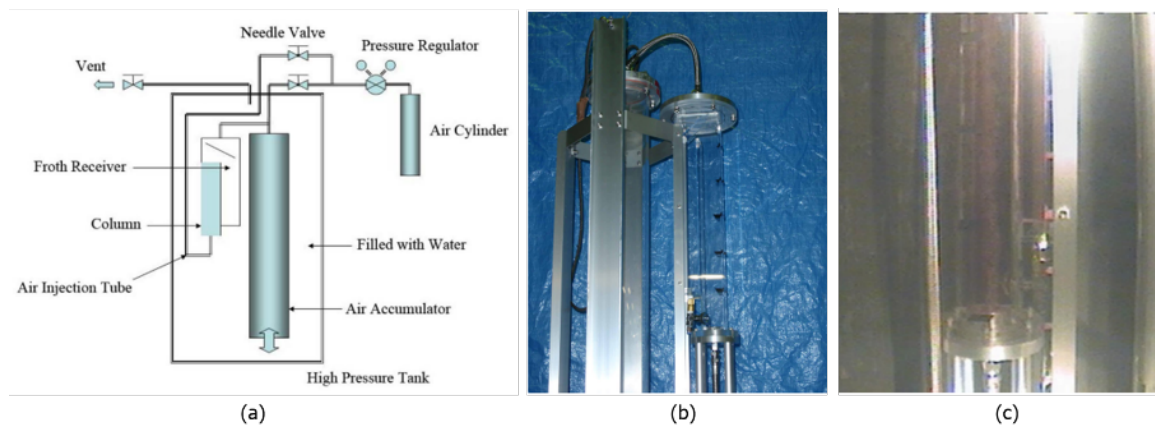 Needle Valve
Pressure Regulator
Vent
Air Cylinder
Froth Receiver
Column
Filled with Water
Air Injection Tube
Air Accumulator
High Pressure Tank
(a)
(b)
(c)